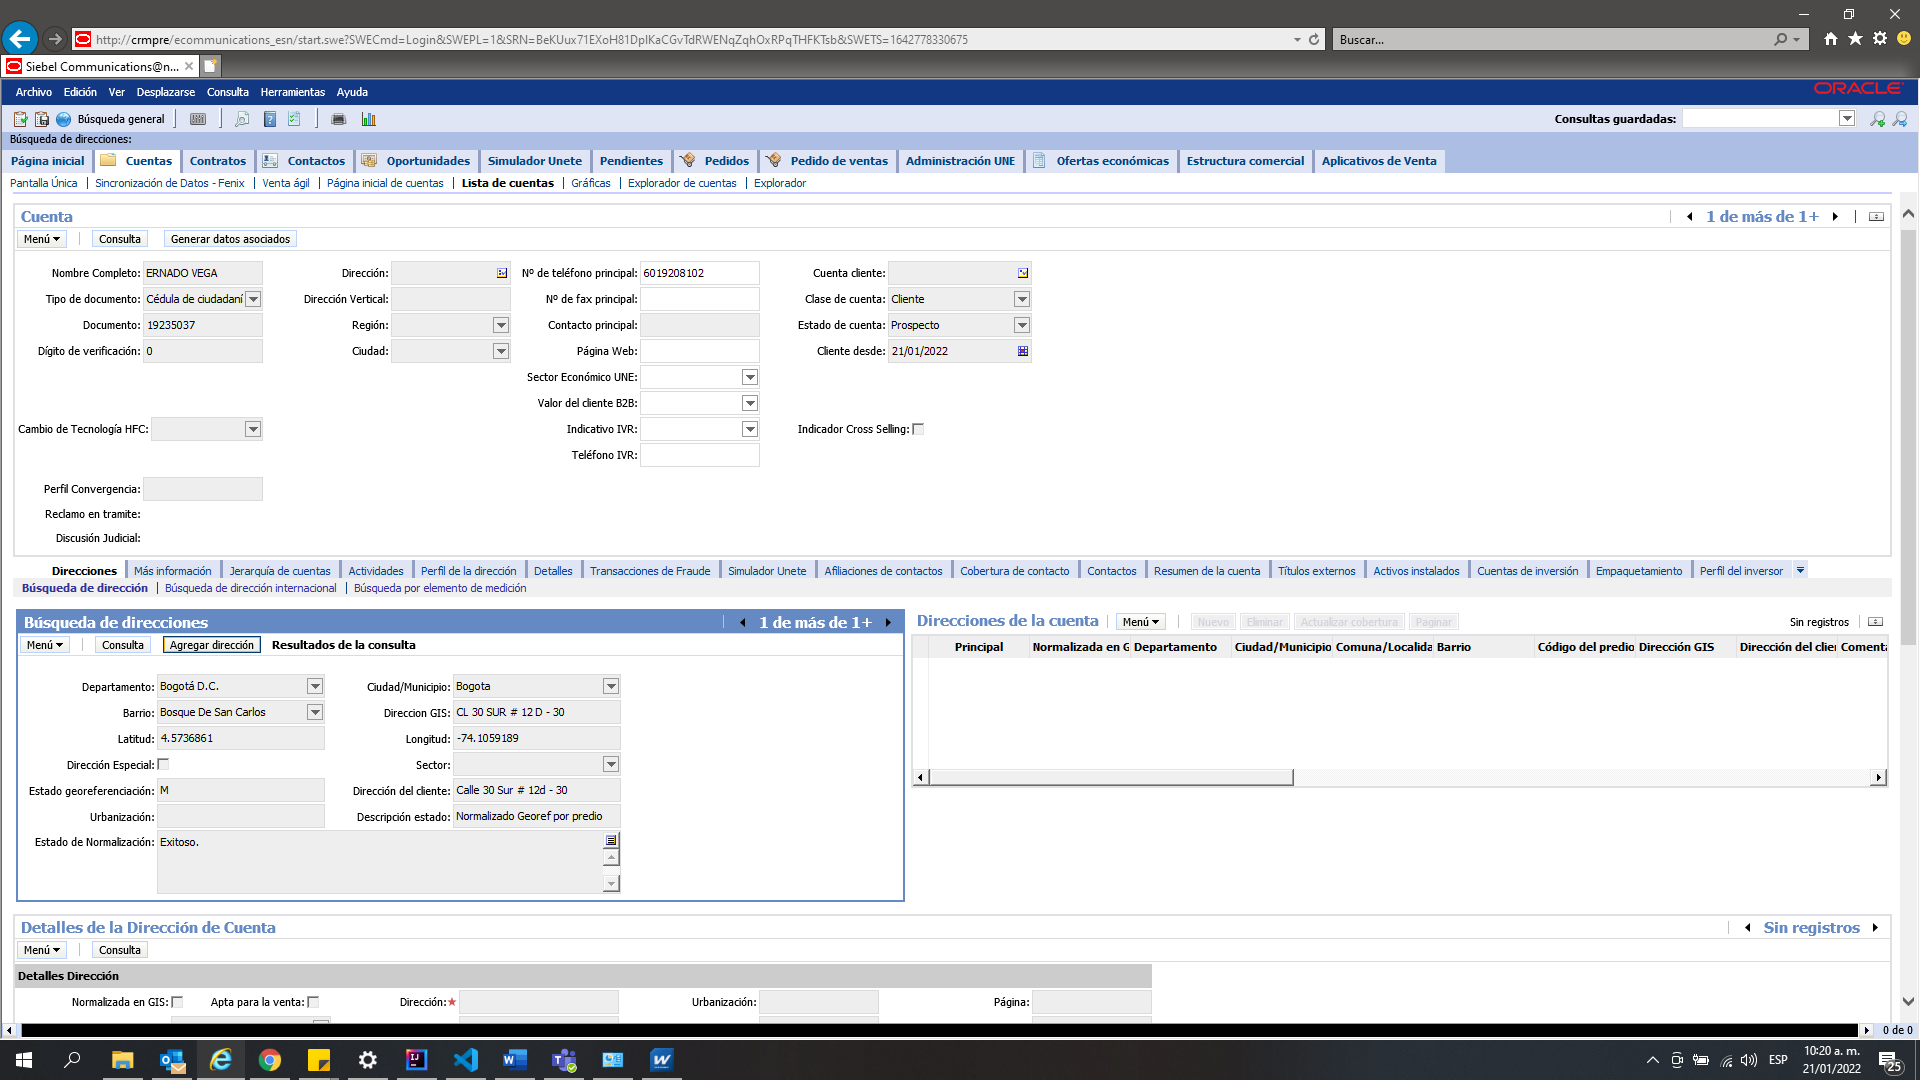 http://crmpre/ecommunications_esn/start.swe?SWECmd=Login&SWEPL=1&SRN=BeKUux71EXoH81DpIKaCGvTdRWENqZqhOxRPqTHFKTsb&SWETS=1642778330675
Buscar...
Siebel Communications@n...
Archivo Edición Ver Desplazarse Consulta Herramientas Ayuda
ORACLE
Búsqueda general
Consultas guardadas:
Búsqueda de direcciones:
Página inicial Cuentas Contratos Contactos Oportunidades Simulador Unete Pendientes Pedidos Pedido de ventas Administración UNE Ofertas económicas Estructura comercial Aplicativos de Venta
Pantalla Única Sincronización de Datos - Fenix Venta ágil Página inicial de cuentas Lista de cuentas Gráficas Explorador de cuentas Explorador
Cuenta
1 de más de 1+
Menú Consulta Generar datos asociados
Nombre Completo: ERNADO VEGA Dirección: Nº de teléfono principal: 6019208102 Cuenta cliente:
Tipo de documento: Cédula de ciudadaní Dirección Vertical: Nº de fax principal: Clase de cuenta: Cliente
Documento: 19235037 Región: Contacto principal: Estado de cuenta: Prospecto
Dígito de verificación: 0 Ciudad: Página Web: Cliente desde: 21/01/2022
Sector Económico UNE:
Valor del cliente B2B:
Cambio de Tecnología HFC: Indicativo IVR: Indicador Cross Selling:
Teléfono IVR:
Perfil Convergencia:
Reclamo en tramite:
Discusión Judicial:
Direcciones Más información Jerarquía de cuentas Actividades Perfil de la dirección Detalles Transacciones de Fraude Simulador Unete Afiliaciones de contactos Cobertura de contacto Contactos Resumen de la cuenta Títulos externos Activos instalados Cuentas de inversión Empaquetamiento Perfil del inversor
Búsqueda de dirección Búsqueda de dirección internacional Búsqueda por elemento de medición
Búsqueda de direcciones
1 de más de 1+
Menú Consulta Agregar dirección Resultados de la consulta
Departamento: Bogotá D.C. Ciudad/Municipio: Bogota
Barrio: Bosque De San Carlos Direccion GIS: CL 30 SUR # 12 D - 30
Latitud: 4.5736861 Longitud: -74.1059189
Dirección Especial: Sector:
Estado georeferenciación: M Dirección del cliente: Calle 30 Sur # 12d - 30
Urbanización: Descripción estado: Normalizado Georef por predio
Estado de Normalización: Exitoso.
Direcciones de la cuenta
Menú Nuevo Eliminar Actualizar cobertura Paginar
Sin registros
Principal Normalizada en G Departamento Ciudad/Municipio Comuna/Localida Barrio Código del predio Dirección GIS Dirección del clie Comenta
Detalles de la Dirección de Cuenta
Sin registros
Menú Consulta
Detalles Dirección
Normalizada en GIS: Apta para la venta: Dirección:* Urbanización: Página:
0 de 0
ESP
10:20 a. m.
21/01/2022
25